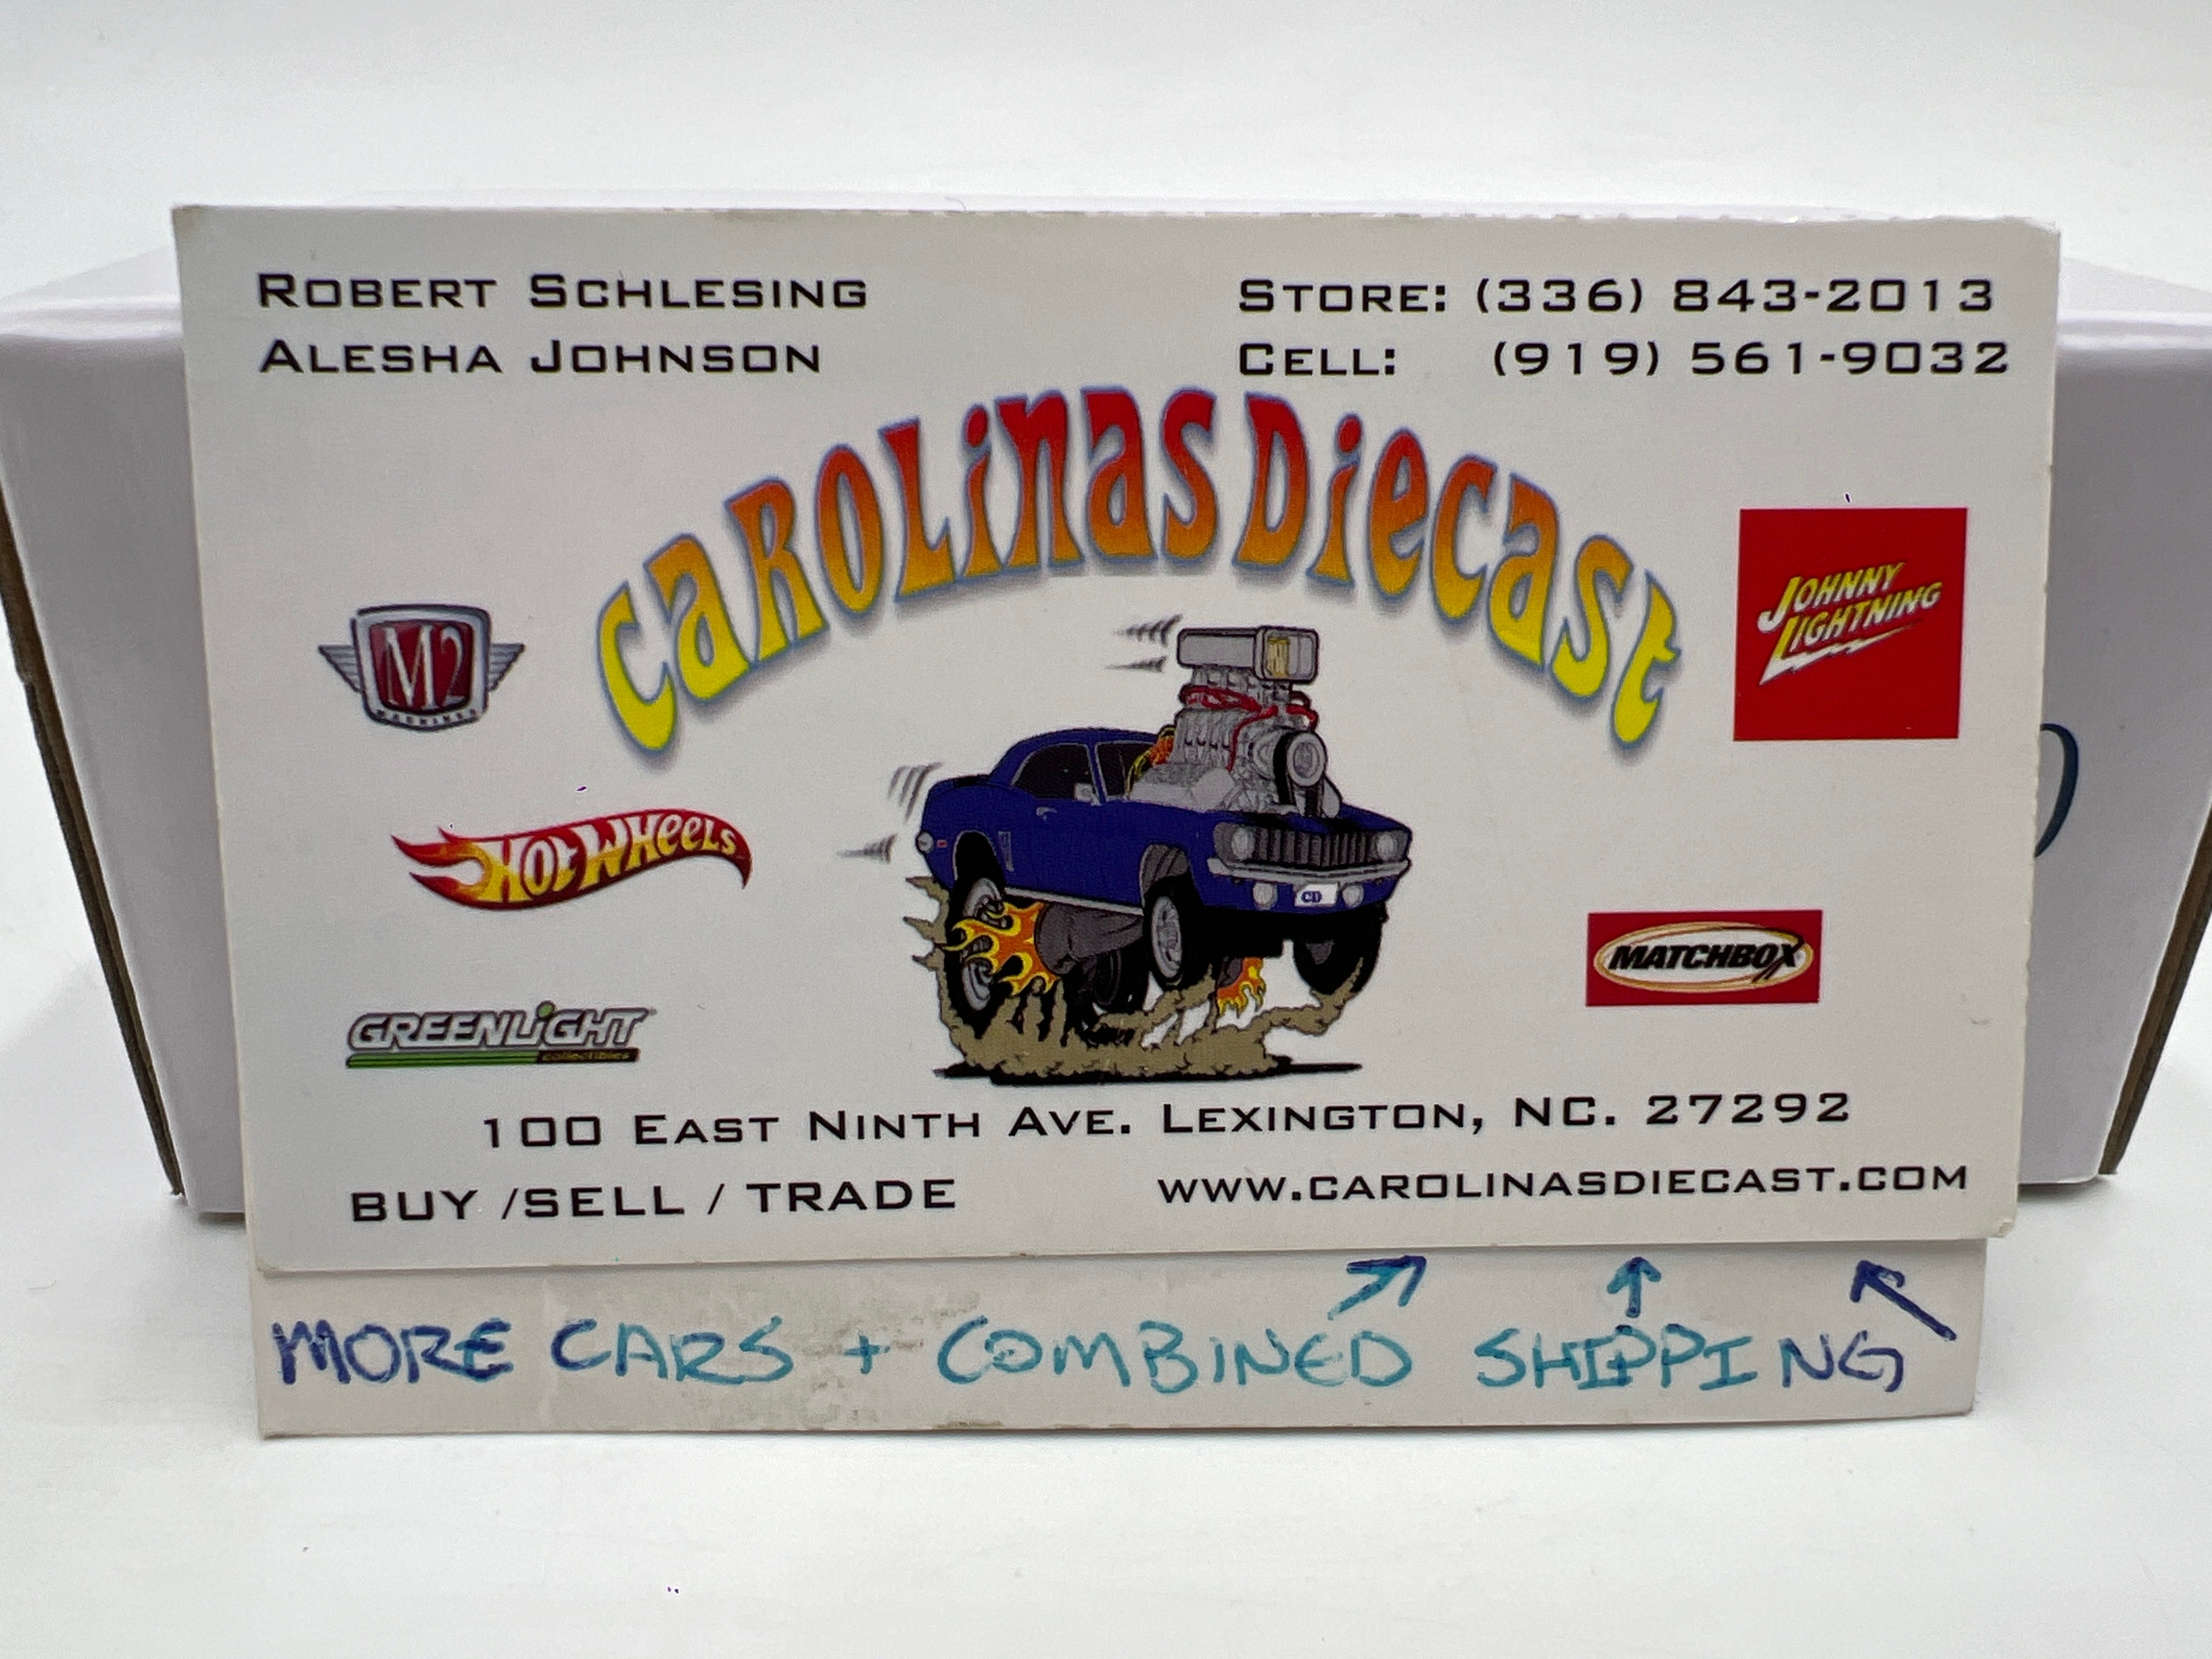 ROBERT SCHLESING
ALESHA JOHNSON
STORE: (336) 843-2013
CELL: (919) 561-9032
CAROLINAS DIECAST
M2
MACHINES
JOHNNY
LIGHTNING
HOT WHEELS
CD
MATCHBOX
GREENLIGHT
collectibles
100 EAST NINTH AVE. LEXINGTON, NC. 27292
BUY /SELL / TRADE
WWW.CAROLINASDIECAST.COM
MORE CARS + COMBINED SHIPPING